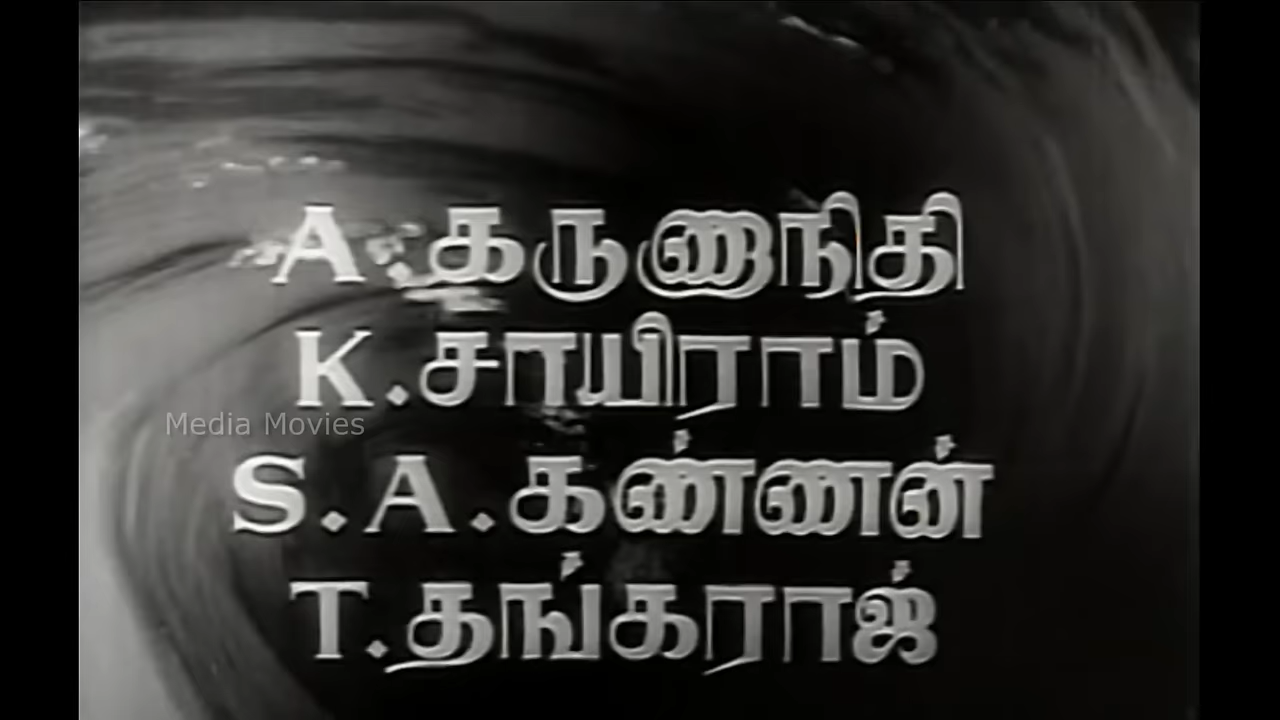 A. கருணாநிதி
K. சாயிராம்
Media Movies
S. A. கண்ணன்
T. தங்கராஜ்